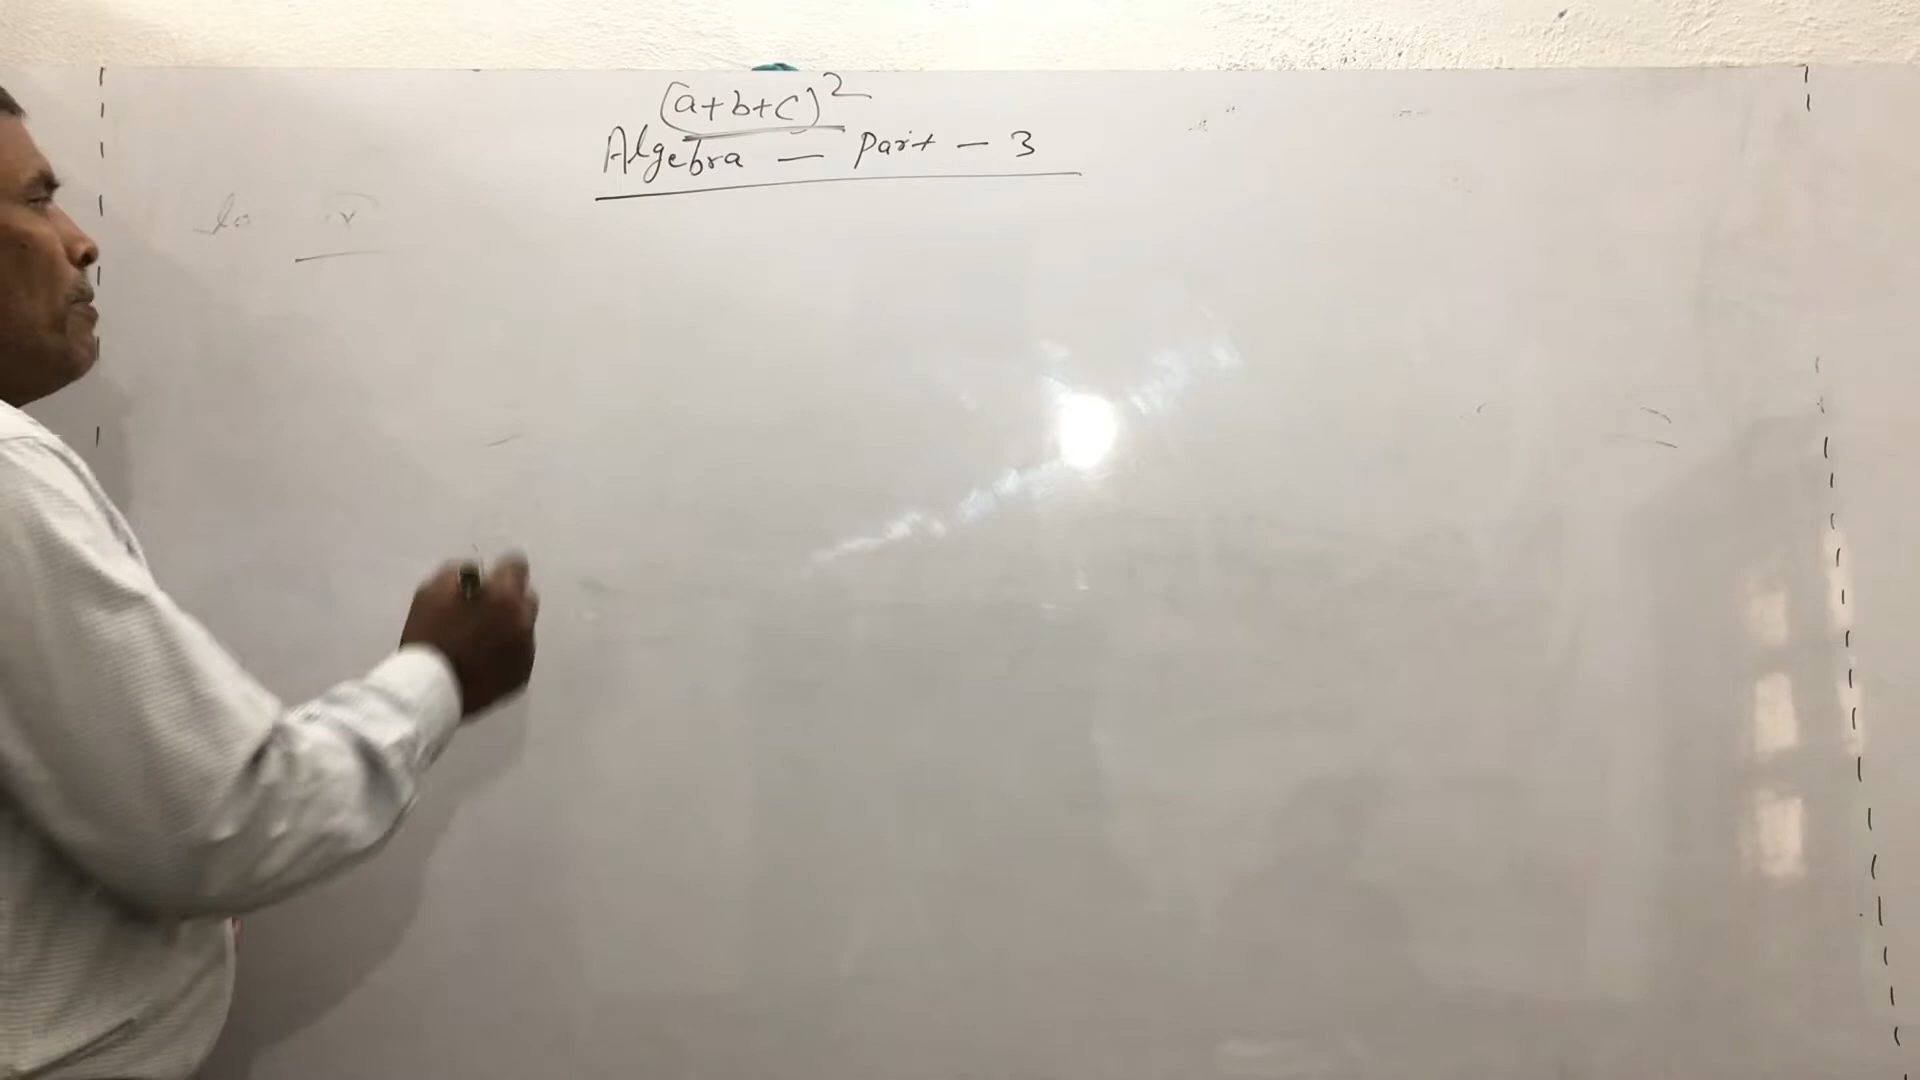 (a+b+c)²
Algebra — Part - 3